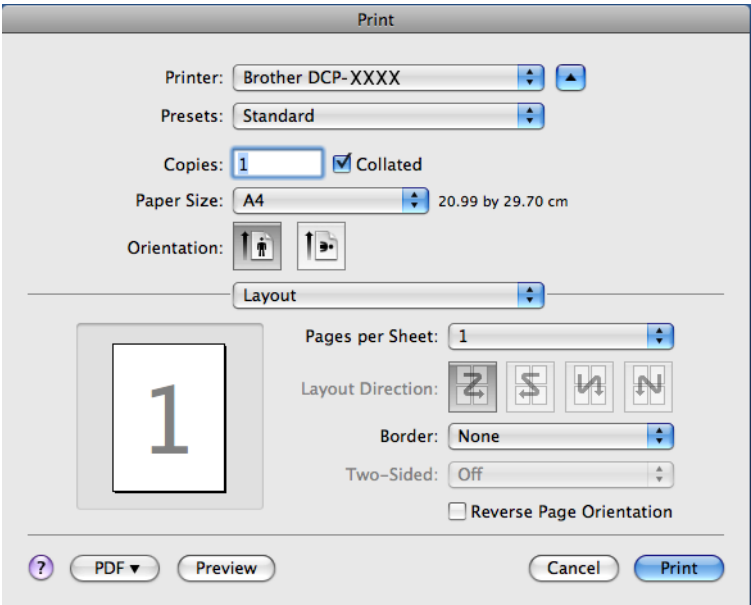 Print
Printer: Brother DCP-XXXX
Presets: Standard
Copies: 1 Collated
Paper Size: A4 20.99 by 29.70 cm
Orientation:
Layout
Pages per Sheet: 1
1
Layout Direction:
Border: None
Two-Sided: Off
Reverse Page Orientation
? PDF▼ Preview Cancel Print